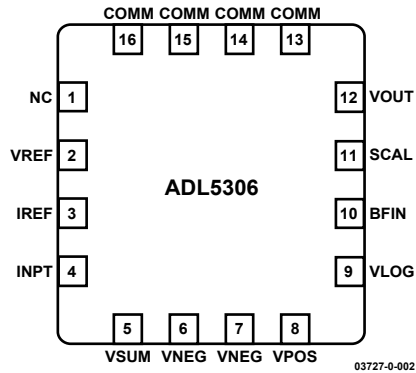 COMM COMM COMM COMM
16 15 14 13
NC 1
12 VOUT
VREF 2
11 SCAL
ADL5306
IREF 3
10 BFIN
INPT 4
9 VLOG
5 6 7 8
VSUM VNEG VNEG VPOS
03727-0-002